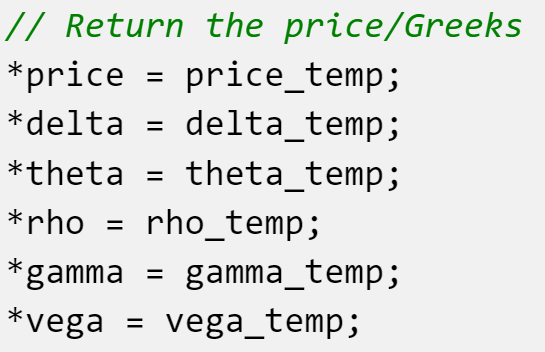 // Return the price/Greeks
*price = price_temp;
*delta = delta_temp;
*theta = theta_temp;
*rho = rho_temp;
*gamma = gamma_temp;
*vega = vega_temp;